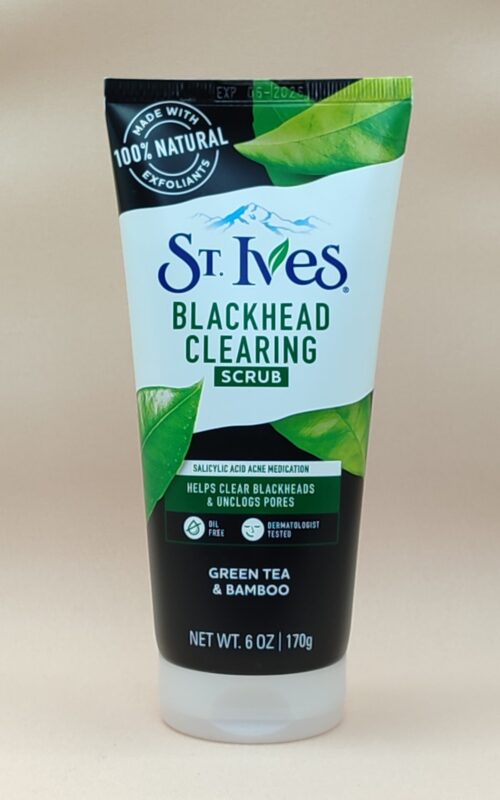 EXP 06-2025
MADE WITH
100% NATURAL
EXFOLIANTS
ST. IVES®
BLACKHEAD
CLEARING
SCRUB
SALICYLIC ACID ACNE MEDICATION
HELPS CLEAR BLACKHEADS
& UNCLOGS PORES
OIL
FREE
DERMATOLOGIST
TESTED
GREEN TEA
& BAMBOO
NET WT. 6 OZ | 170g